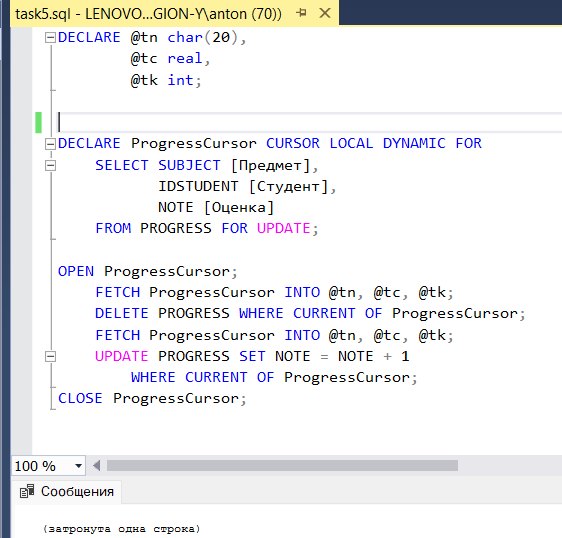 task5.sql - LENOVO...GION-Y\anton (70))
DECLARE @tn char(20),
@tc real,
@tk int;
DECLARE ProgressCursor CURSOR LOCAL DYNAMIC FOR
SELECT SUBJECT [Предмет],
IDSTUDENT [Студент],
NOTE [Оценка]
FROM PROGRESS FOR UPDATE;
OPEN ProgressCursor;
FETCH ProgressCursor INTO @tn, @tc, @tk;
DELETE PROGRESS WHERE CURRENT OF ProgressCursor;
FETCH ProgressCursor INTO @tn, @tc, @tk;
UPDATE PROGRESS SET NOTE = NOTE + 1
WHERE CURRENT OF ProgressCursor;
CLOSE ProgressCursor;
100 %
Сообщения
(затронута одна строка)